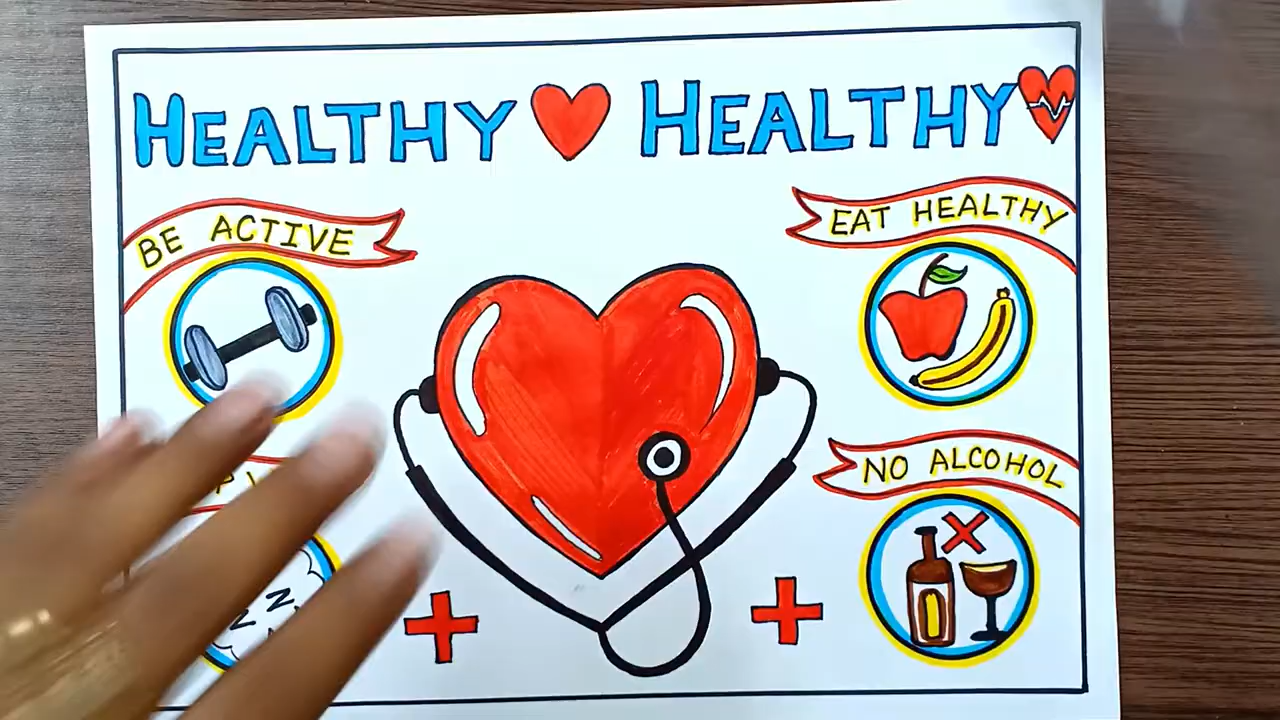 HEALTHY HEALTHY
BE ACTIVE
EAT HEALTHY
NO ALCOHOL
Z Z